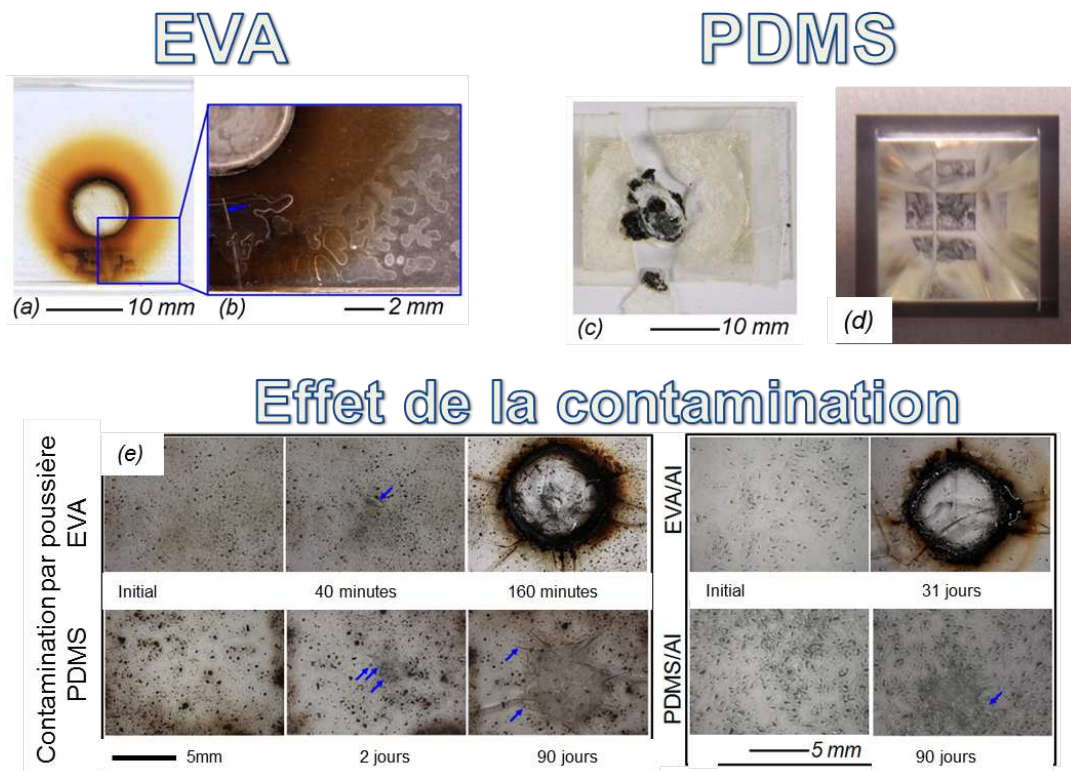 EVA
PDMS
(a)
10 mm
(b)
2 mm
(c)
10 mm
(d)
Effet de la contamination
Contamination par poussière
EVA
PDMS
(e)
Initial
40 minutes
160 minutes
5mm
2 jours
90 jours
EVA/Al
PDMS/Al
Initial
31 jours
5 mm
90 jours